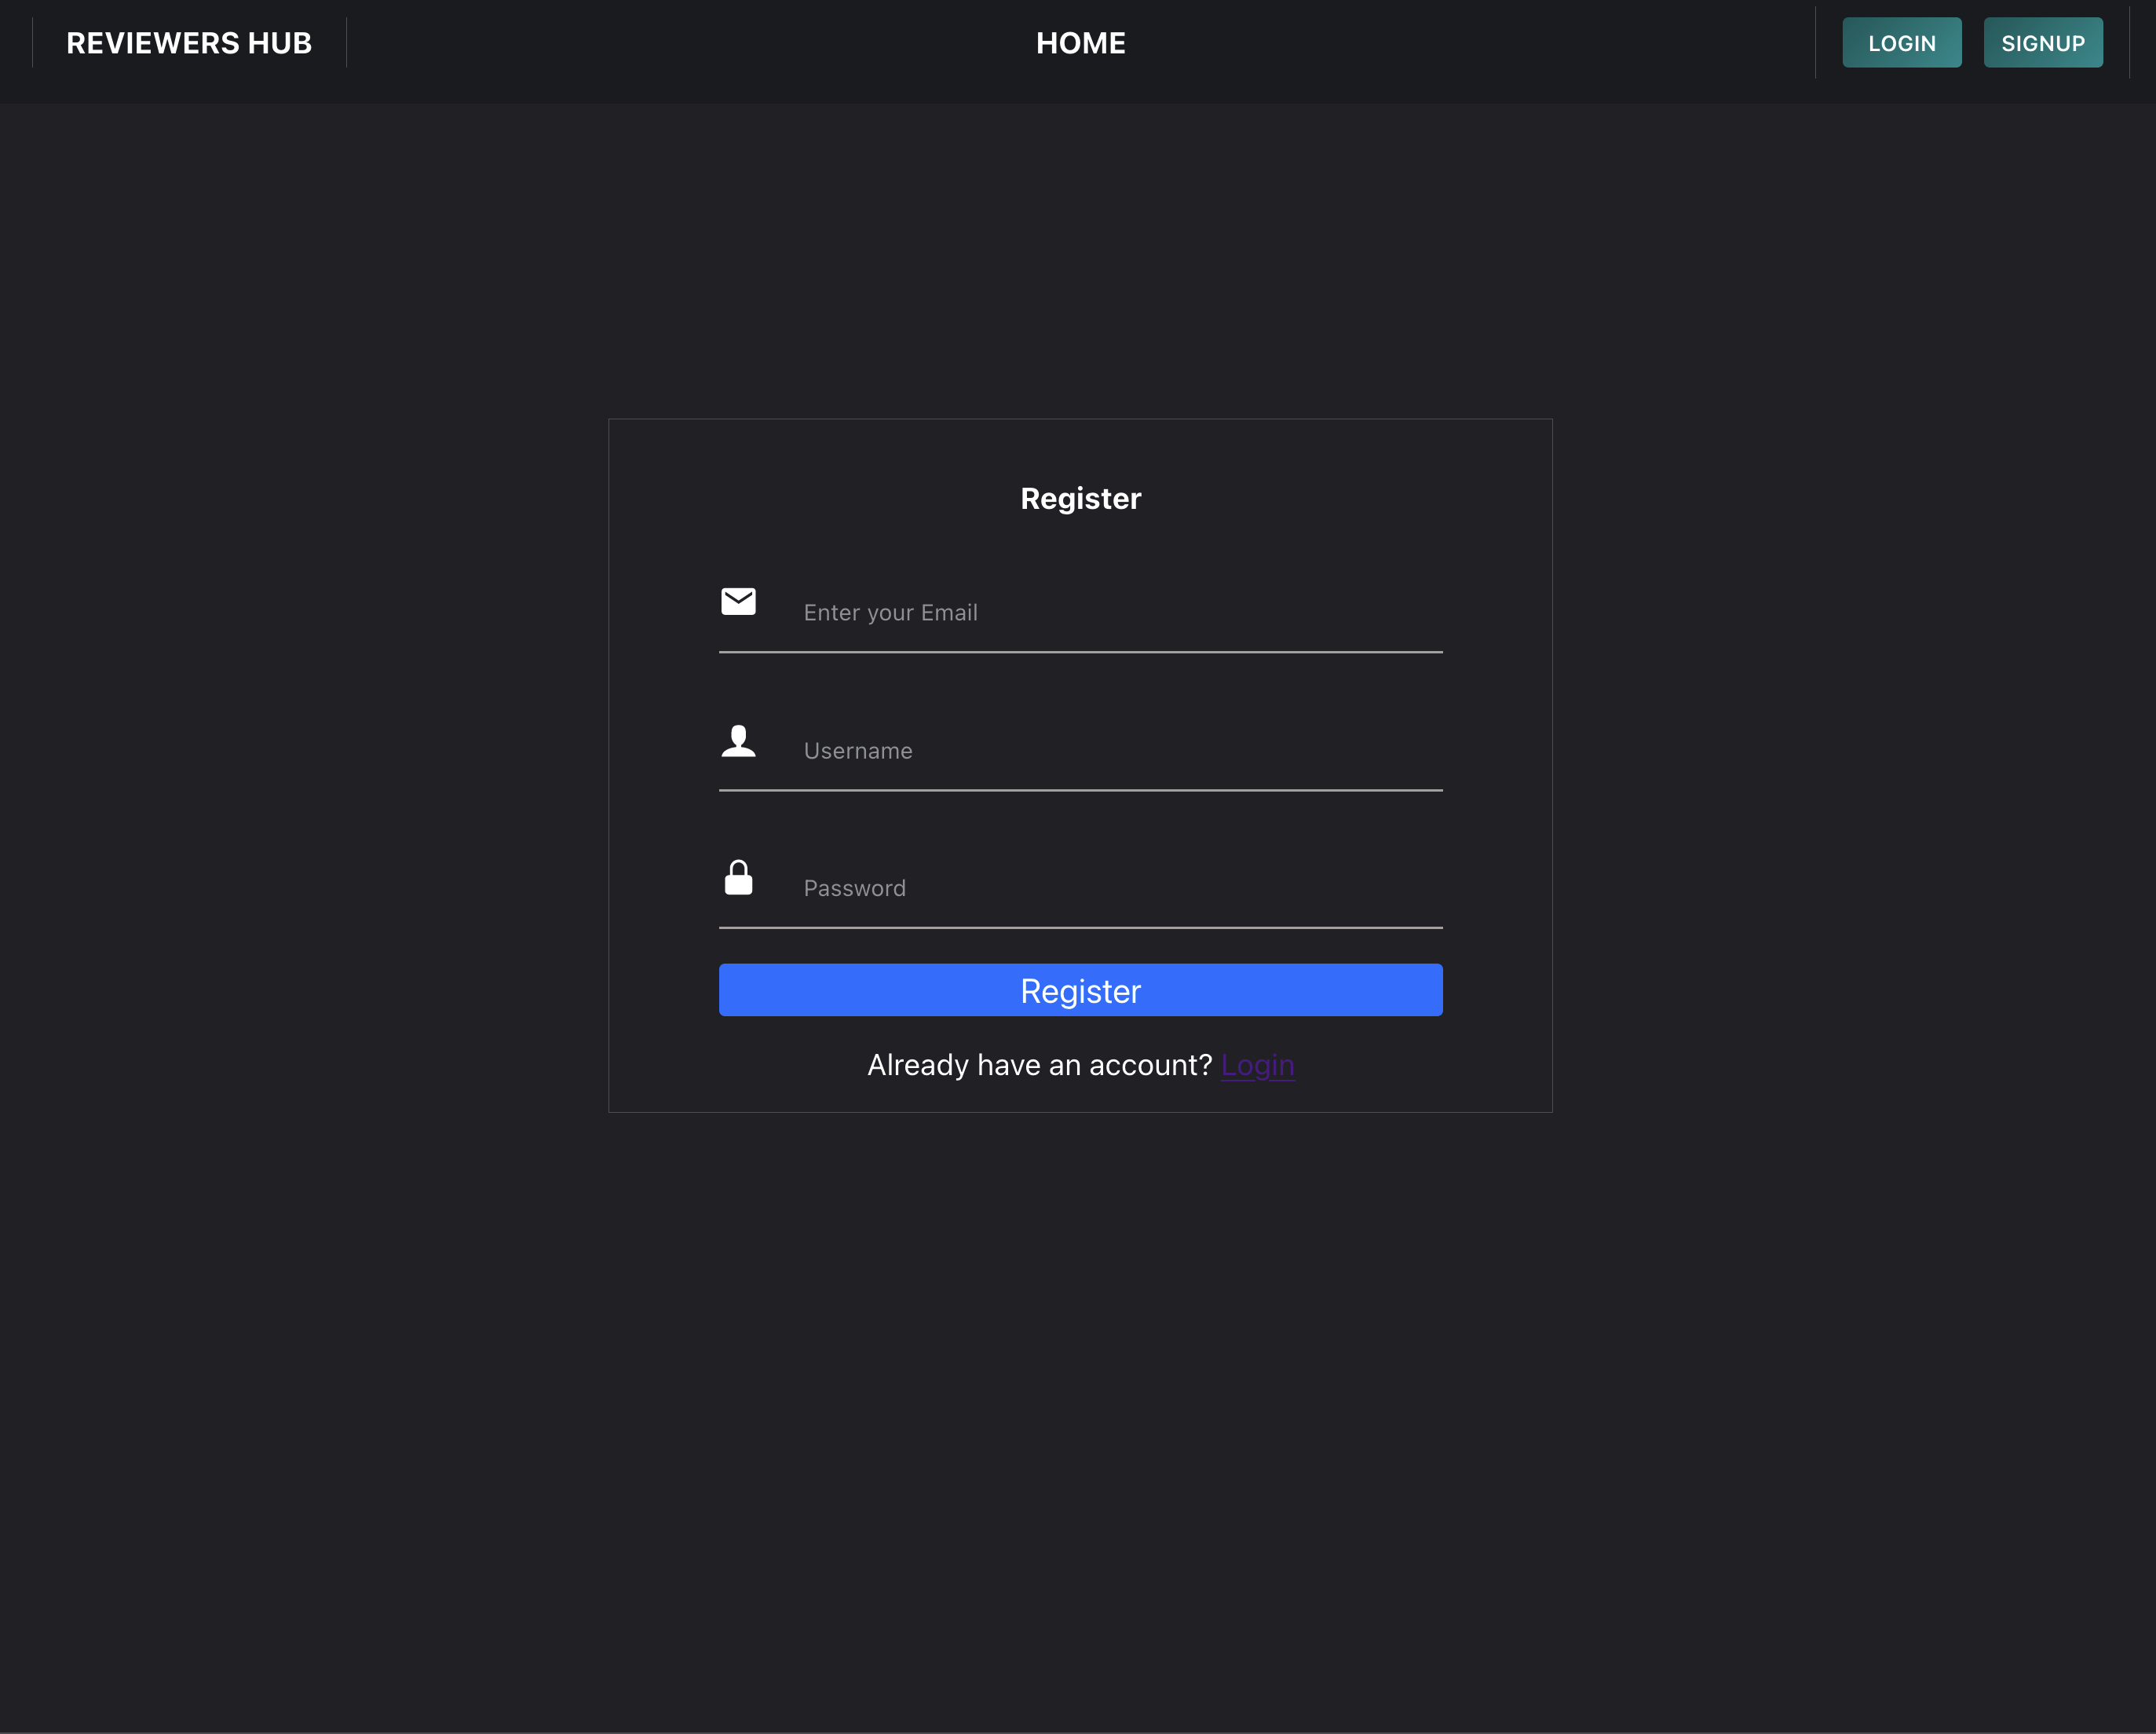 REVIEWERS HUB
HOME
LOGIN
SIGNUP
Register
Enter your Email
Username
Password
Register
Already have an account? Login